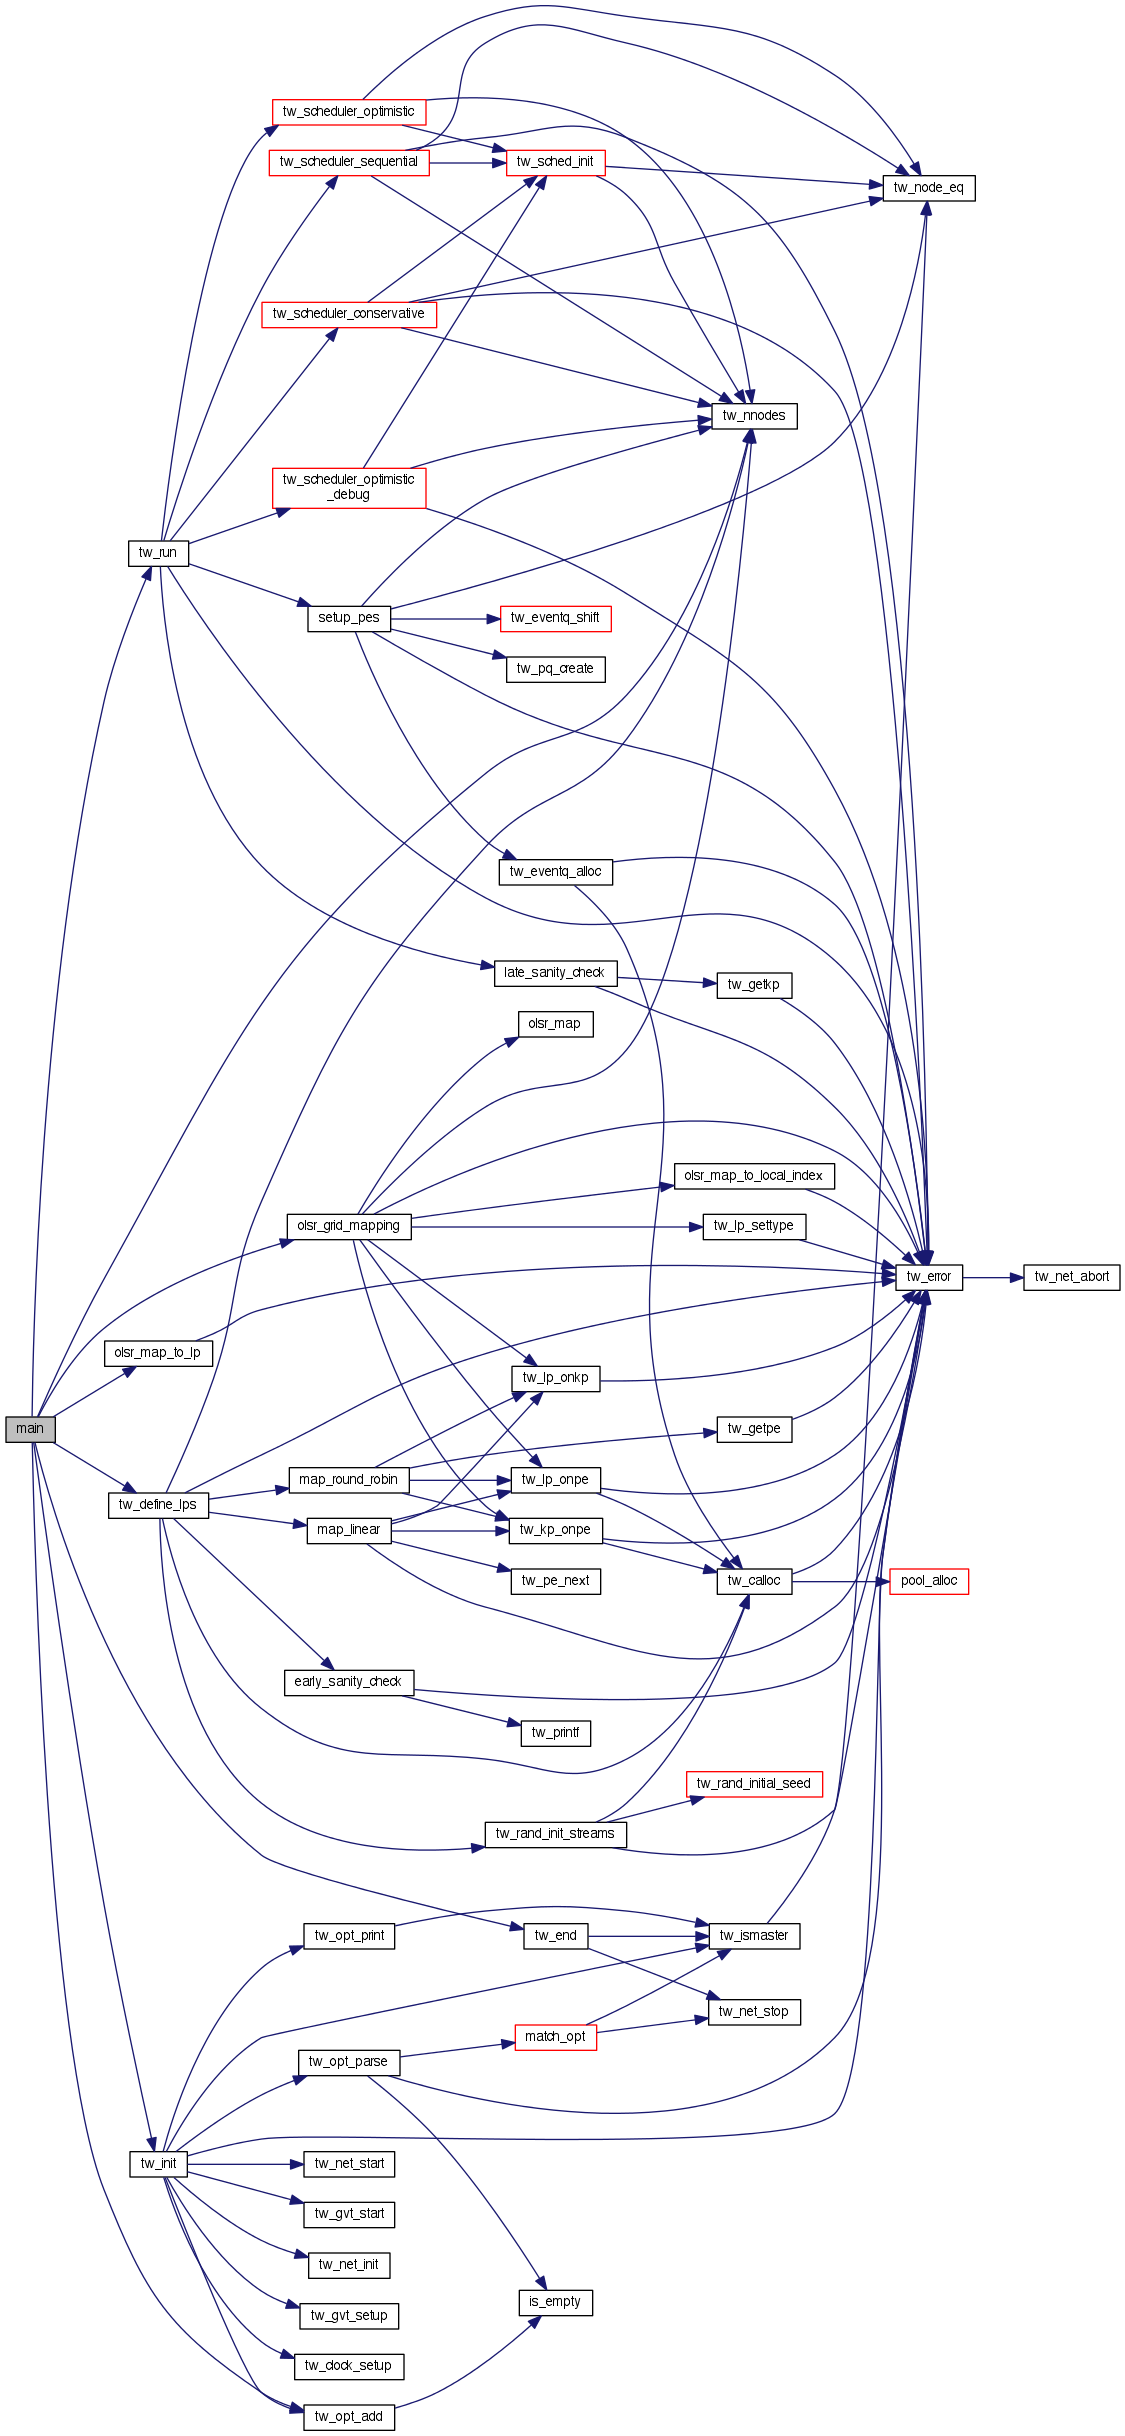 tw_scheduler_optimistic
tw_scheduler_sequential
tw_sched_init
tw_node_eq
tw_scheduler_conservative
tw_nnodes
tw_scheduler_optimistic
_debug
tw_run
setup_pes
tw_eventq_shift
tw_pq_create
tw_eventq_alloc
late_sanity_check
tw_getkp
olsr_map
olsr_map_to_local_index
olsr_grid_mapping
tw_lp_settype
tw_error
tw_net_abort
olsr_map_to_lp
tw_lp_onkp
main
tw_getpe
map_round_robin
tw_lp_onpe
tw_define_lps
map_linear
tw_kp_onpe
tw_pe_next
tw_calloc
pool_alloc
early_sanity_check
tw_printf
tw_rand_initial_seed
tw_rand_init_streams
tw_opt_print
tw_end
tw_ismaster
tw_net_stop
match_opt
tw_opt_parse
tw_init
tw_net_start
tw_gvt_start
tw_net_init
is_empty
tw_gvt_setup
tw_clock_setup
tw_opt_add